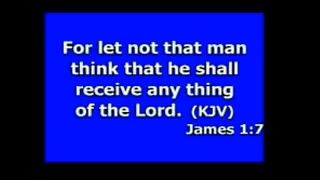 For let not that man
think that he shall
receive any thing
of the Lord. (KJV)
James 1:7